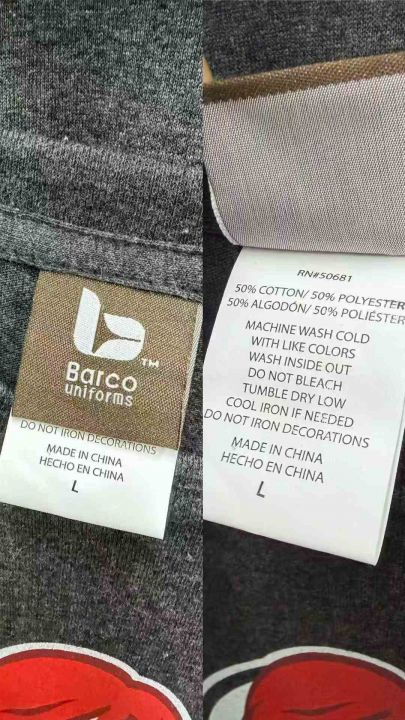 Barco
uniforms
TM
DO NOT IRON DECORATIONS
MADE IN CHINA
HECHO EN CHINA
L
RN#50681
50% COTTON/ 50% POLYESTER
50% ALGODÓN/ 50% POLIÉSTER
MACHINE WASH COLD
WITH LIKE COLORS
WASH INSIDE OUT
DO NOT BLEACH
TUMBLE DRY LOW
COOL IRON IF NEEDED
DO NOT IRON DECORATIONS
MADE IN CHINA
HECHO EN CHINA
L